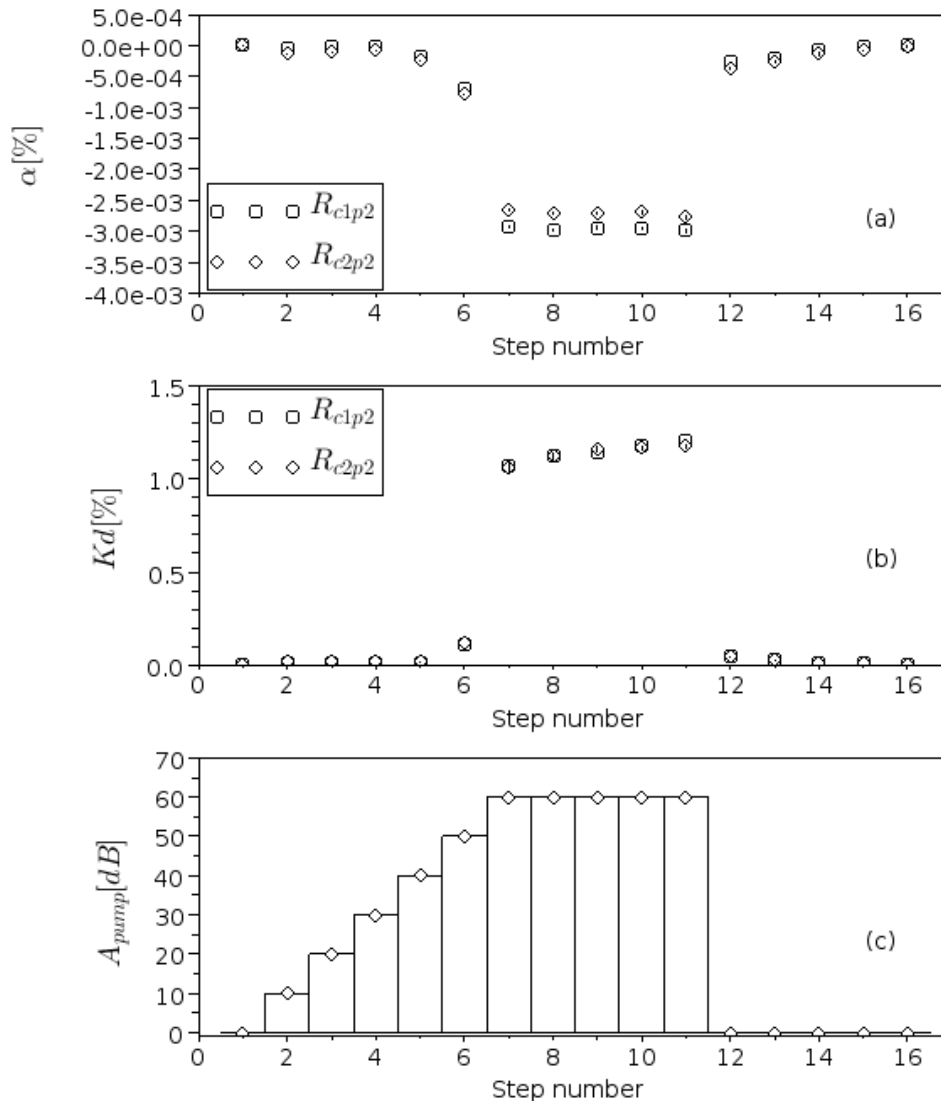 5.0e-04
0.0e+00
-5.0e-04
-1.0e-03
-1.5e-03
-2.0e-03
-2.5e-03
-3.0e-03
-3.5e-03
-4.0e-03
α[%]
R_{c1p2}
R_{c2p2}
(a)
0 2 4 6 8 10 12 14 16
Step number
1.5
1.0
0.5
0.0
Kd[%]
R_{c1p2}
R_{c2p2}
(b)
0 2 4 6 8 10 12 14 16
Step number
70
60
50
40
30
20
10
0
A_{pump}[dB]
(c)
0 2 4 6 8 10 12 14 16
Step number